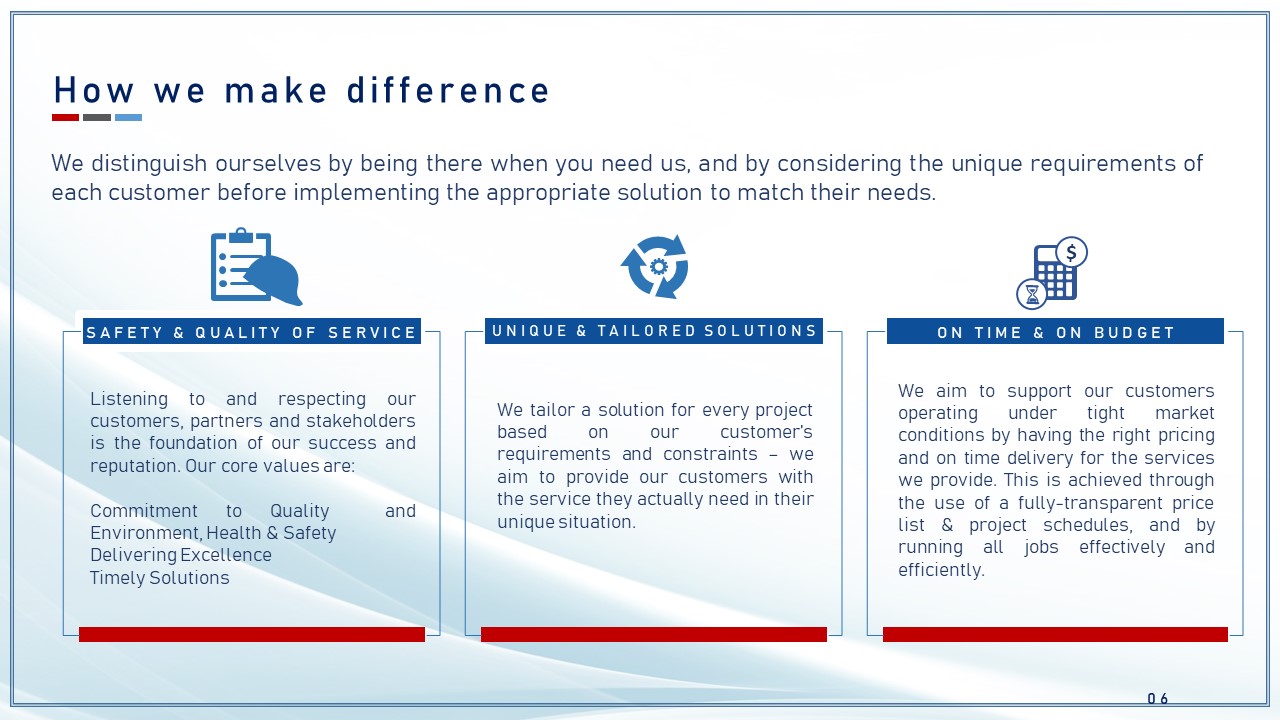 How we make difference
We distinguish ourselves by being there when you need us, and by considering the unique requirements of
each customer before implementing the appropriate solution to match their needs.
$
SAFETY & QUALITY OF SERVICE
Listening to and respecting our
customers, partners and stakeholders
is the foundation of our success and
reputation. Our core values are:
Commitment to Quality and
Environment, Health & Safety
Delivering Excellence
Timely Solutions
UNIQUE & TAILORED SOLUTIONS
We tailor a solution for every project
based on our customer's
requirements and constraints – we
aim to provide our customers with
the service they actually need in their
unique situation.
ON TIME & ON BUDGET
We aim to support our customers
operating under tight market
conditions by having the right pricing
and on time delivery for the services
we provide. This is achieved through
the use of a fully-transparent price
list & project schedules, and by
running all jobs effectively and
efficiently.
06